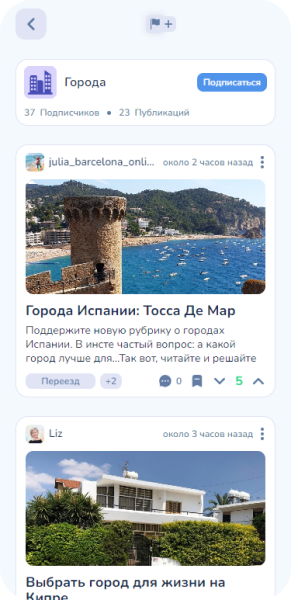 Города
Подписаться
37 Подписчиков • 23 Публикаций
julia_barcelona_onli... около 2 часов назад
Города Испании: Тосса Де Мар
Поддержите новую рубрику о городах
Испании. В инсте частый вопрос: а какой
город лучше для...Так вот, читайте и решайте
Переезд +2 0 5
Liz около 3 часов назад
Выбрать город для жизни на
Кипре